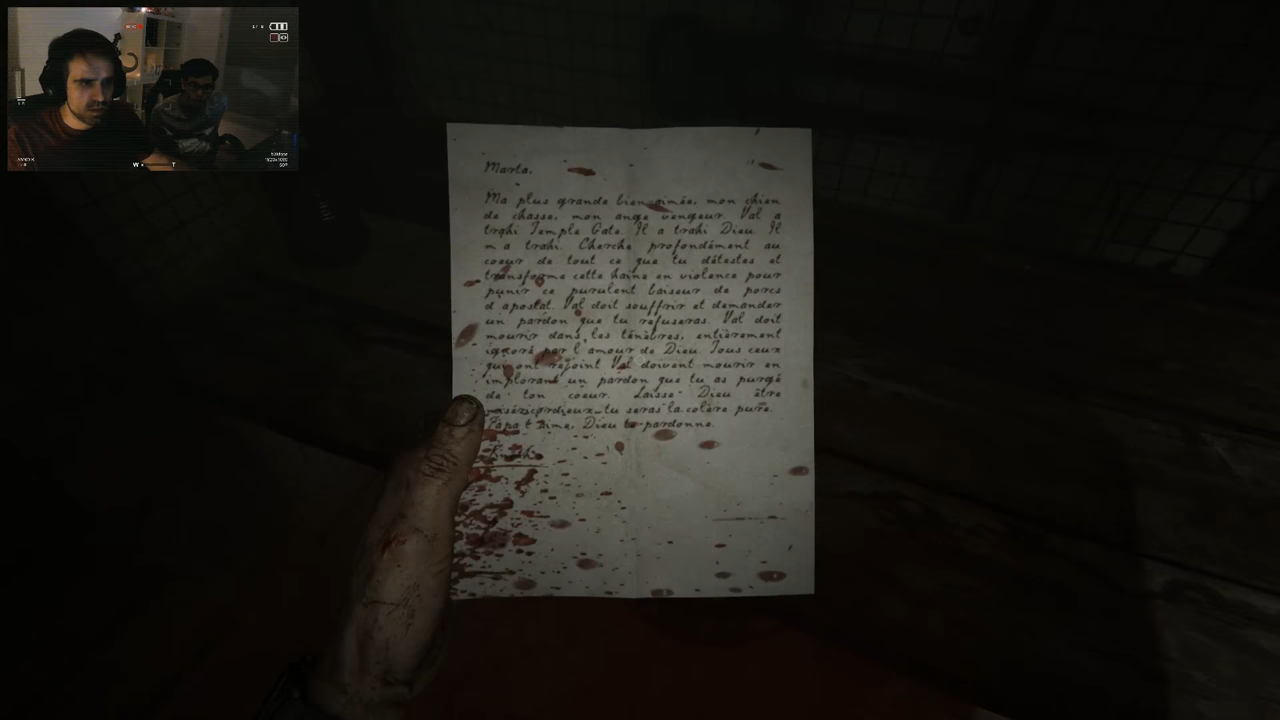 Marta,
Ma plus grande bien-aimée, mon chien
de chasse, mon ange vengeur. Val a
trahi Temple Gate. Il a trahi Dieu. Il
m a trahi. Cherche profondément au
coeur de tout ce que tu détestes et
transforme cette haine en violence pour
punir ce purulent baiseur de porcs
d apostat. Val doit souffrir et demander
un pardon que tu refuseras. Val doit
mourir dans les ténèbres, entièrement
ignoré par l amour de Dieu. Tous ceux
qui ont rejoint Val doivent mourir en
implorant un pardon que tu as purgé
de ton coeur. Laisse Dieu être
miséricordieux, tu seras la colère pure.
Papa t aime, Dieu te pardonne.